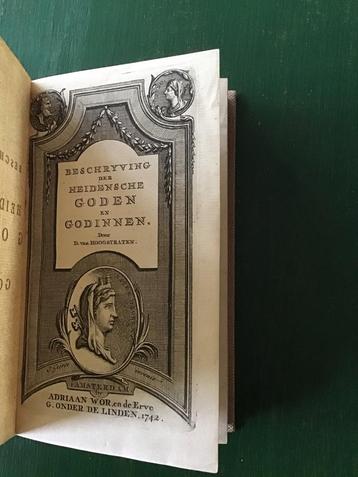 BESCHRYVING
DER
HEIDENSCHE
GODEN
EN
GODINNEN.
Door
D. van HOOGSTRATEN.
t'AMSTERDAM
by
ADRIAAN WOR, en de Erve
G. ONDER DE LINDEN. 1742.